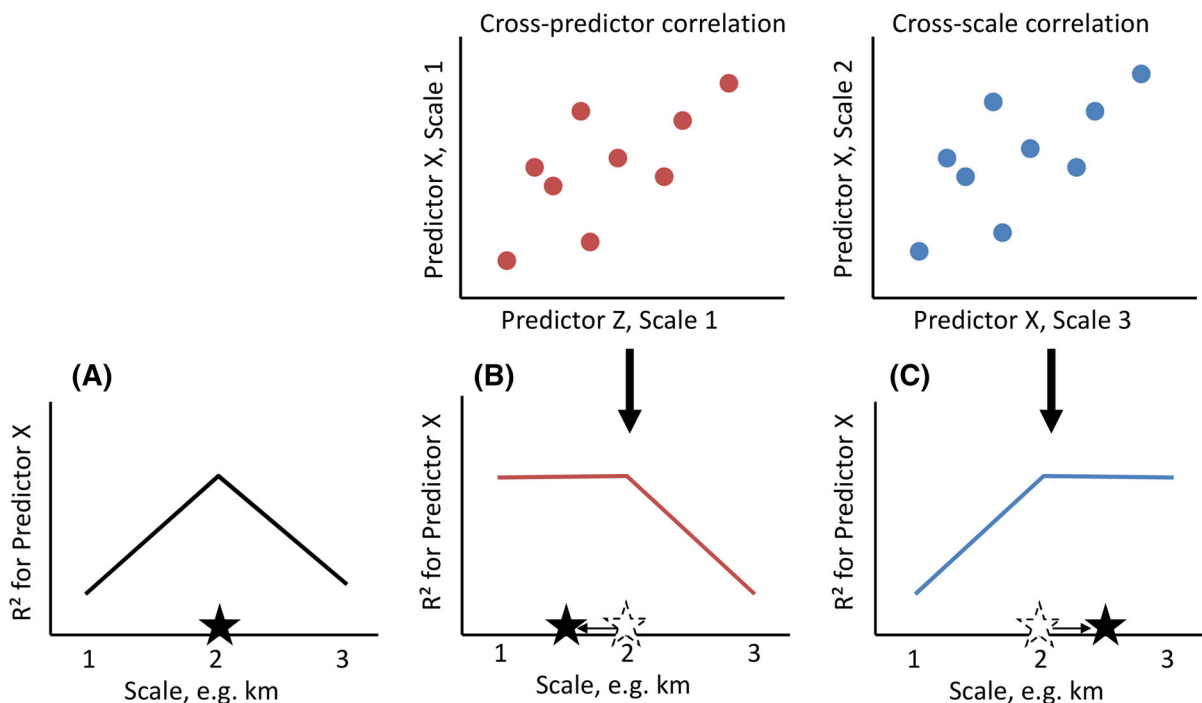 Cross-predictor correlation
Predictor X, Scale 1
Predictor Z, Scale 1
Cross-scale correlation
Predictor X, Scale 2
Predictor X, Scale 3
(A)
R² for Predictor X
1 2 3
Scale, e.g. km
(B)
R² for Predictor X
1 2 3
Scale, e.g. km
(C)
R² for Predictor X
1 2 3
Scale, e.g. km